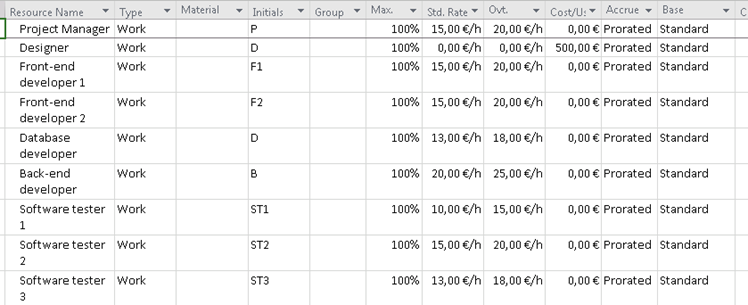 Resource Name Type Material Initials Group Max. Std. Rate Ovt. Cost/Us Accrue Base C
Project Manager Work P 100% 15,00 €/h 20,00 €/h 0,00 € Prorated Standard
Designer Work D 100% 0,00 €/h 0,00 €/h 500,00 € Prorated Standard
Front-end Work F1 100% 15,00 €/h 20,00 €/h 0,00 € Prorated Standard
developer 1
Front-end Work F2 100% 15,00 €/h 20,00 €/h 0,00 € Prorated Standard
developer 2
Database Work D 100% 13,00 €/h 18,00 €/h 0,00 € Prorated Standard
developer
Back-end Work B 100% 20,00 €/h 25,00 €/h 0,00 € Prorated Standard
developer
Software tester Work ST1 100% 10,00 €/h 15,00 €/h 0,00 € Prorated Standard
1
Software tester Work ST2 100% 15,00 €/h 20,00 €/h 0,00 € Prorated Standard
2
Software tester Work ST3 100% 13,00 €/h 18,00 €/h 0,00 € Prorated Standard
3